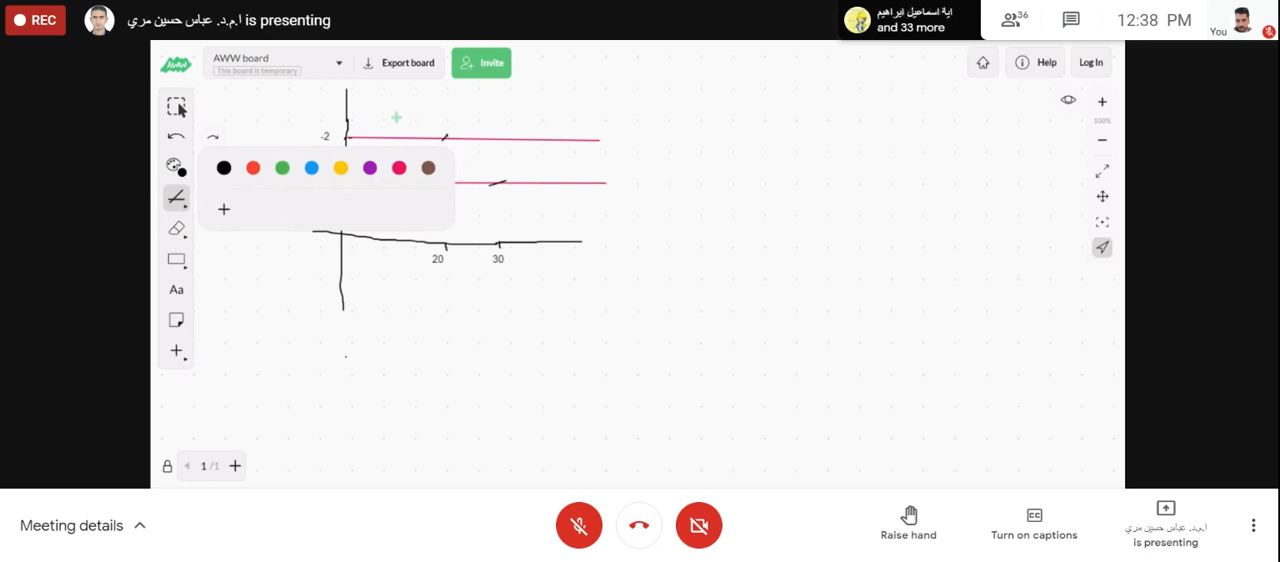 REC
ا.م.د. عباس حسين مري is presenting
اية اسماعيل ابراهيم
and 33 more
36
12:38 PM
You
AWW
AWW board
This board is temporary
Export board
Invite
Help
Log In
100%
-2
20
30
Aa
1 /1
Meeting details
Raise hand
Turn on captions
ا.م.د. عباس حسين مري
is presenting